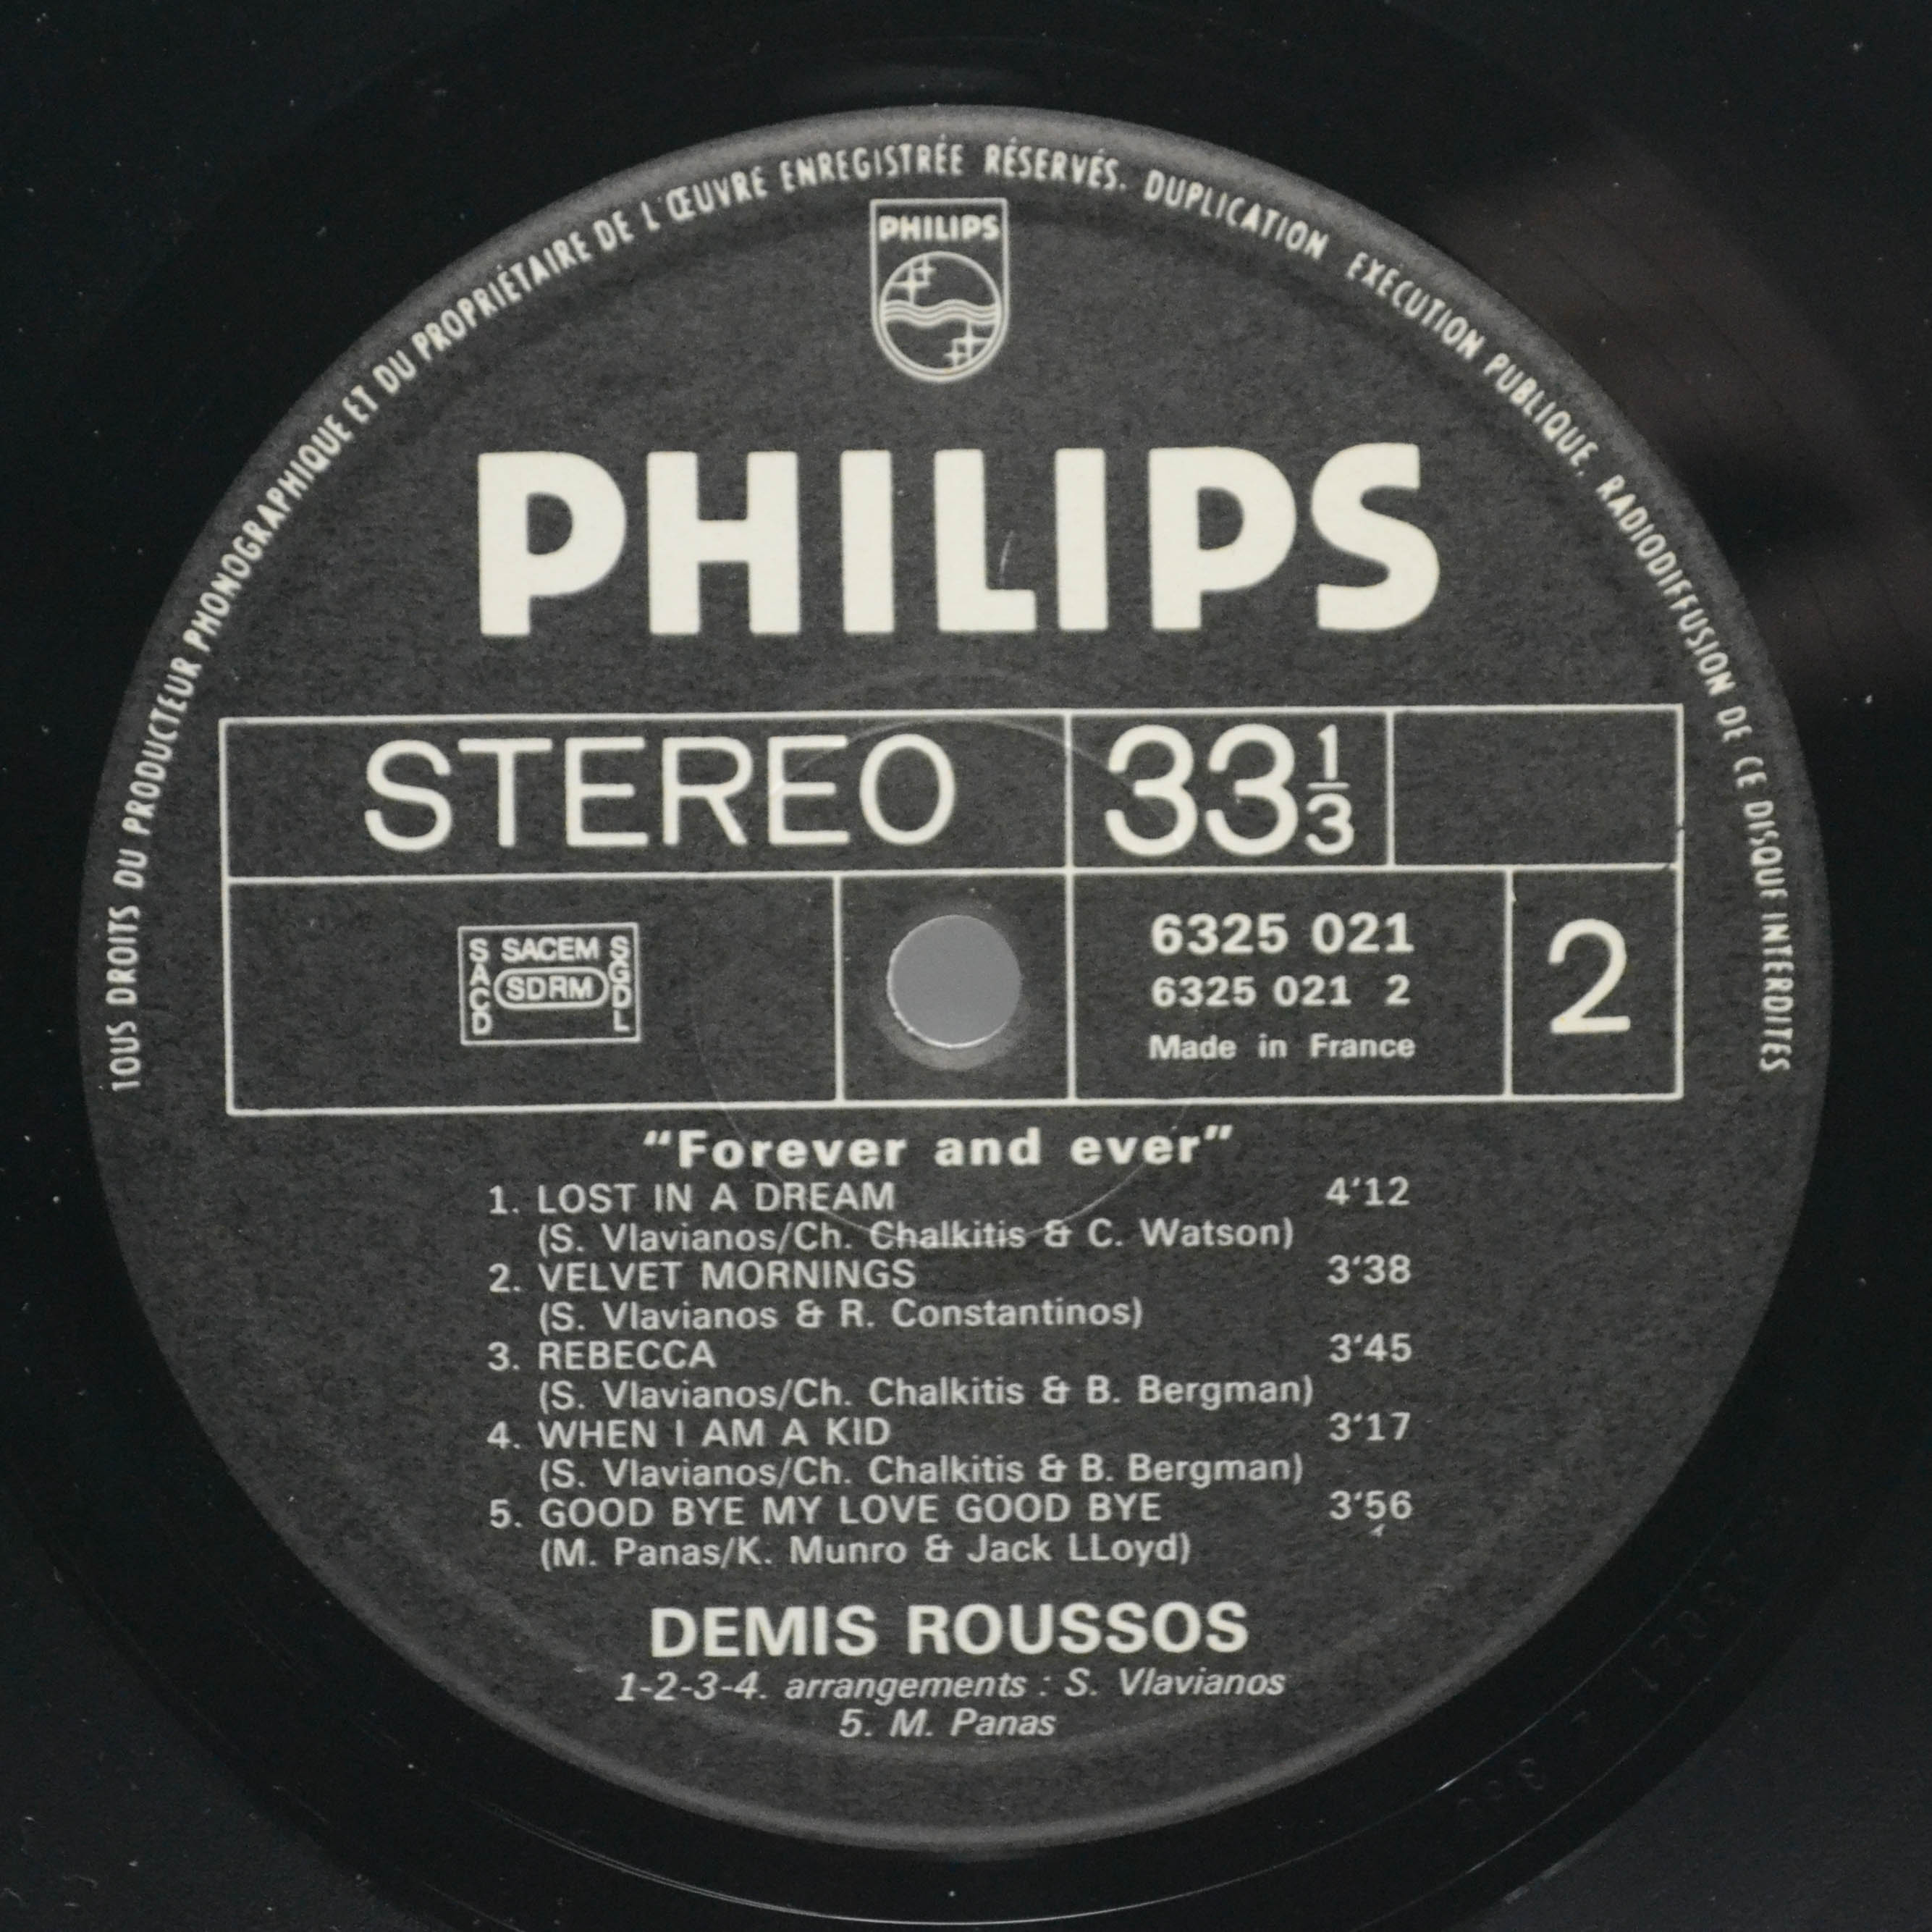 TOUS DROITS DU PRODUCTEUR PHONOGRAPHIQUE ET DU PROPRIÉTAIRE DE L'ŒUVRE ENREGISTRÉE RÉSERVÉS. DUPLICATION EXECUTION PUBLIQUE. RADIODIFFUSION DE CE DISQUE INTERDITES
PHILIPS
PHILIPS
STEREO 33 1/3
SACEM
SACD
SDRM
SGDL
6325 021
6325 021 2
Made in France
2
“Forever and ever”
1. LOST IN A DREAM 4'12
(S. Vlavianos/Ch. Chalkitis & C. Watson)
2. VELVET MORNINGS 3'38
(S. Vlavianos & R. Constantinos)
3. REBECCA 3'45
(S. Vlavianos/Ch. Chalkitis & B. Bergman)
4. WHEN I AM A KID 3'17
(S. Vlavianos/Ch. Chalkitis & B. Bergman)
5. GOOD BYE MY LOVE GOOD BYE 3'56
(M. Panas/K. Munro & Jack LLoyd)
DEMIS ROUSSOS
1-2-3-4. arrangements : S. Vlavianos
5. M. Panas